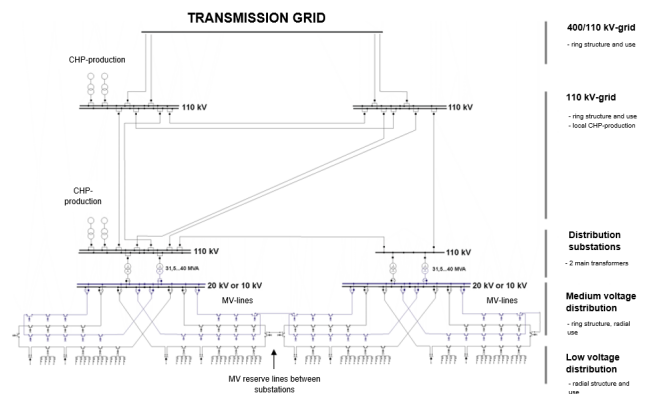 TRANSMISSION GRID
400/110 kV-grid
- ring structure and use
CHP-production
110 kV
110 kV
110 kV-grid
- ring structure and use
- local CHP-production
CHP-
production
110 kV
110 kV
Distribution
substations
- 2 main transformers
31,5...40 MVA
31,5...40 MVA
20 kV or 10 kV
20 kV or 10 kV
MV-lines
MV-lines
Medium voltage
distribution
- ring structure, radial
use
Low voltage
distribution
- radial structure and
use
MV reserve lines between
substations